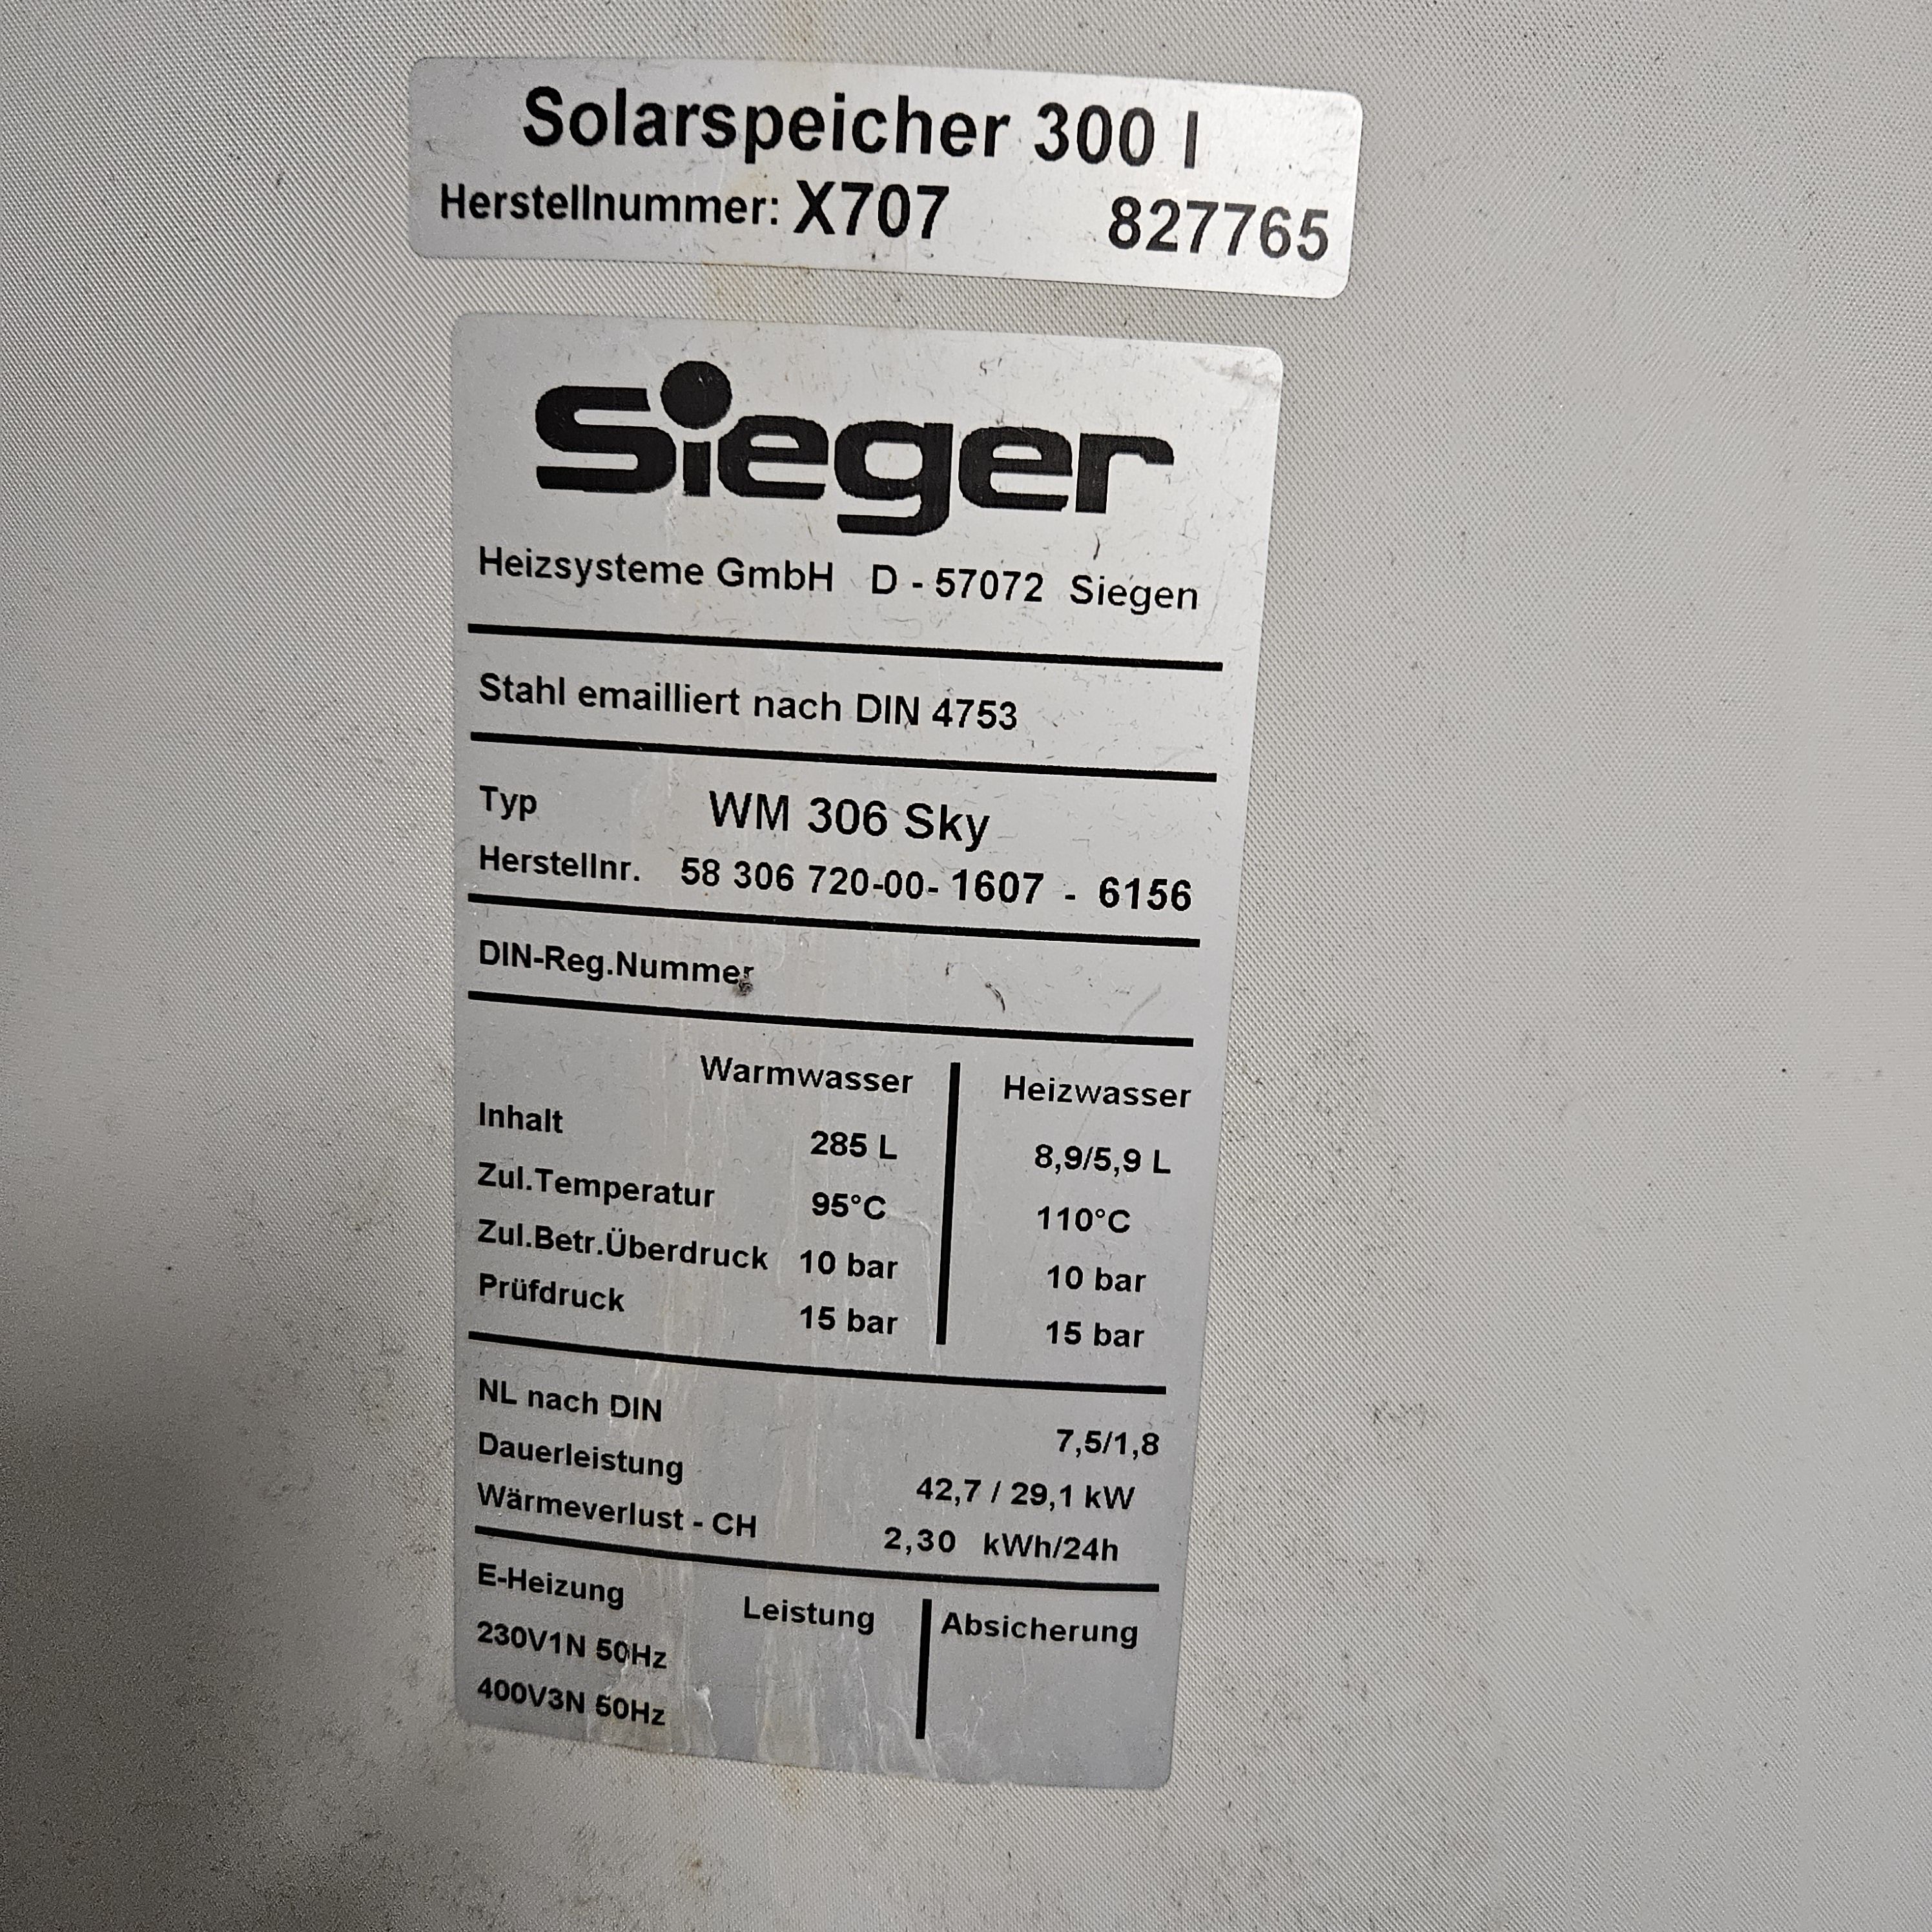 Solarspeicher 300 l
Herstellnummer: X707 827765
Sieger
Heizsysteme GmbH D - 57072 Siegen
Stahl emailliert nach DIN 4753
Typ WM 306 Sky
Herstellnr. 58 306 720-00- 1607 - 6156
DIN-Reg.Nummer
Warmwasser Heizwasser
Inhalt 285 L 8,9/5,9 L
Zul.Temperatur 95°C 110°C
Zul.Betr.Überdruck 10 bar 10 bar
Prüfdruck 15 bar 15 bar
NL nach DIN 7,5/1,8
Dauerleistung 42,7 / 29,1 kW
Wärmeverlust - CH 2,30 kWh/24h
E-Heizung Leistung Absicherung
230V1N 50Hz
400V3N 50Hz